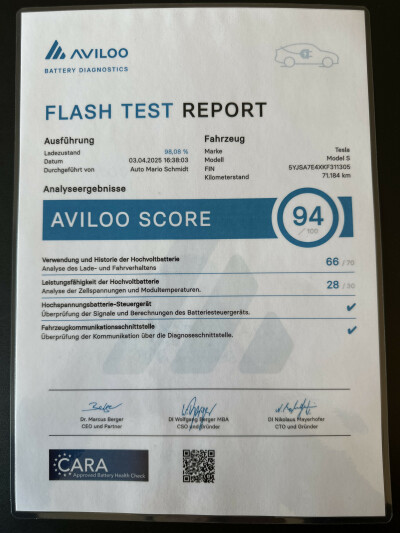 AVILOO
BATTERY DIAGNOSTICS
FLASH TEST REPORT
Ausführung
Ladezustand 98,08 %
Datum 03.04.2025 16:38:03
Durchgeführt von Auto Mario Schmidt
Fahrzeug
Marke Tesla
Modell Model S
FIN 5YJSA7E4XKF311305
Kilometerstand 71.184 km
Analyseergebnisse
AVILOO SCORE 94 / 100
Verwendung und Historie der Hochvoltbatterie 66 / 70
Analyse des Lade- und Fahrverhaltens
Leistungsfähigkeit der Hochvoltbatterie 28 / 30
Analyse der Zellspannungen und Modultemperaturen.
Hochspannungsbatterie-Steuergerät
Überprüfung der Signale und Berechnungen des Batteriesteuergeräts.
Fahrzeugkommunikationsschnittstelle
Überprüfung der Kommunikation über die Diagnoseschnittstelle.
Dr. Marcus Berger
CEO und Partner
DI Wolfgang Berger MBA
CSO und Gründer
DI Nikolaus Mayerhofer
CTO und Gründer
CARA
Approved Battery Health Check